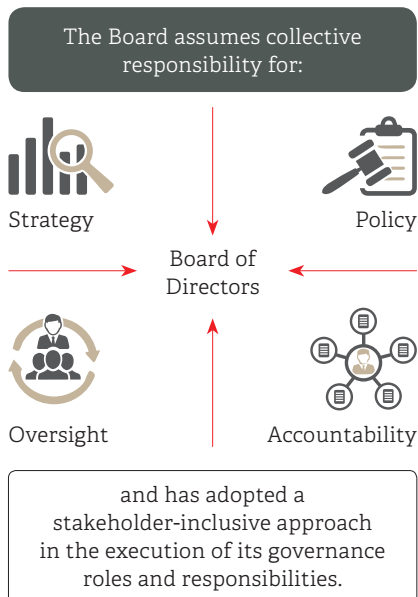 The Board assumes collective
responsibility for:
Strategy
Policy
Board of
Directors
Oversight
Accountability
and has adopted a
stakeholder-inclusive approach
in the execution of its governance
roles and responsibilities.